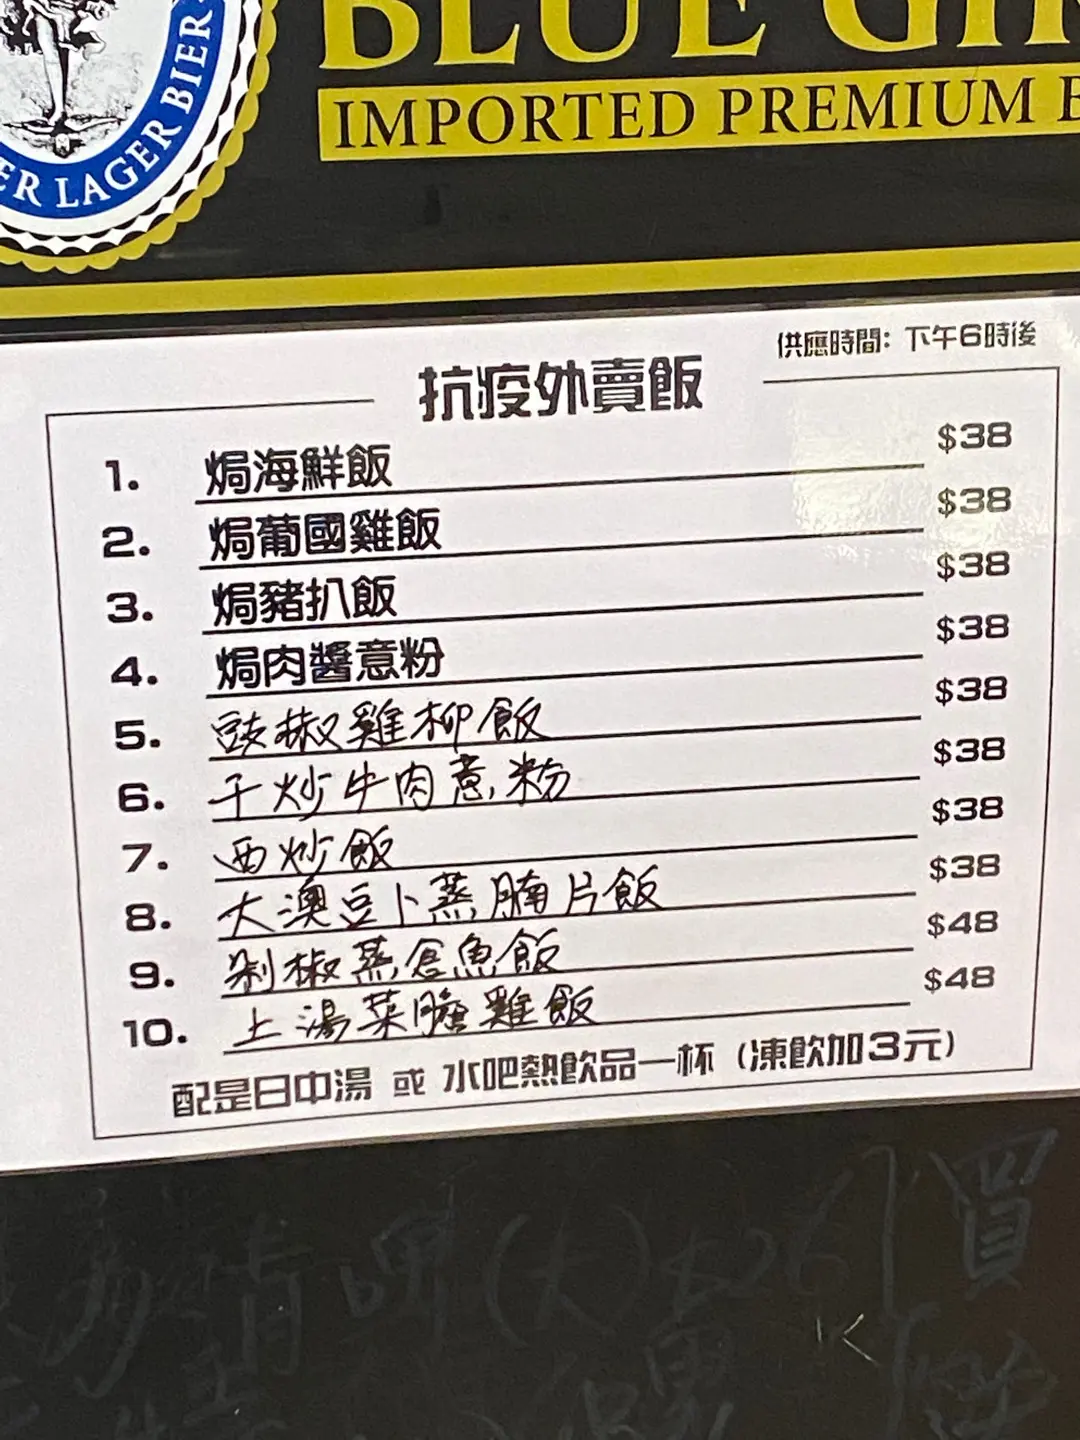 BLUE GIR
IMPORTED PREMIUM B
ER LAGER BIER
供應時間: 下午6時後
抗疫外賣飯
1. 焗海鮮飯 $38
2. 焗葡國雞飯 $38
3. 焗豬扒飯 $38
4. 焗肉醬意粉 $38
5. 豉椒雞柳飯 $38
6. 干炒牛肉意粉 $38
7. 西炒飯 $38
8. 大澳豆卜蒸腩片飯 $38
9. 剁椒蒸倉魚飯 $48
10. 上湯菜膽雞飯 $48
配是日中湯 或 水吧熱飲品一杯 (凍飲加3元)
啤(大)$26